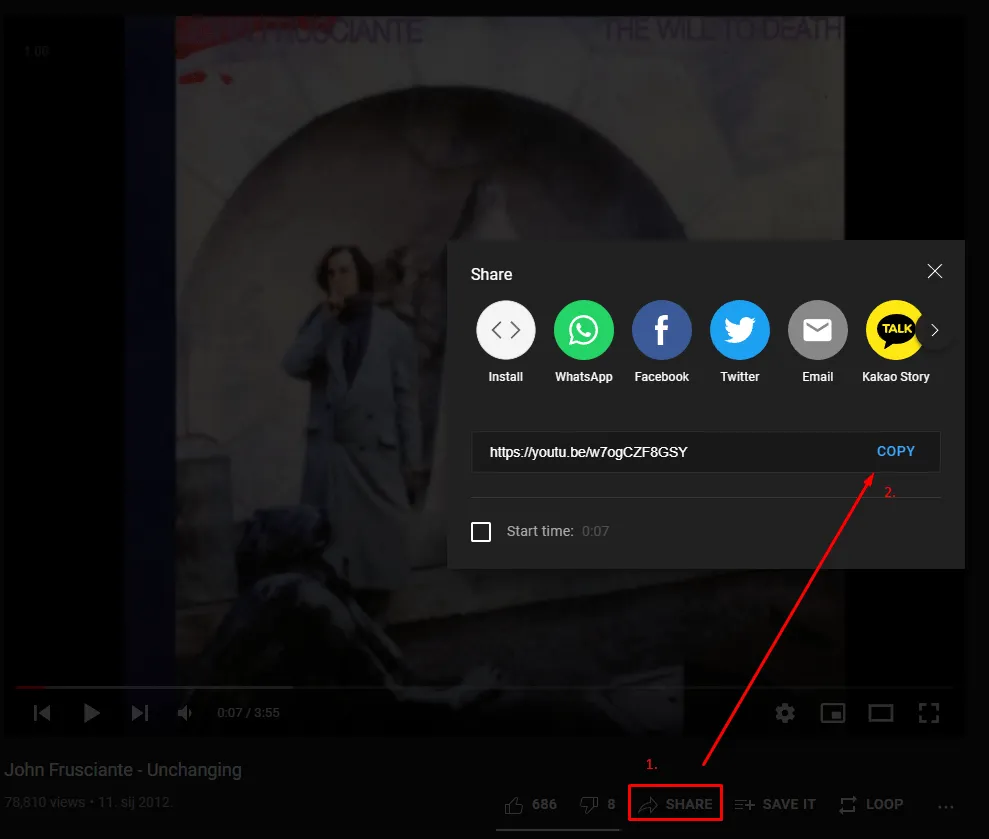 JOHN FRUSCIANTE THE WILL TO DEATH
1.00
Share
Install WhatsApp Facebook Twitter Email TALK Kakao Story
https://youtu.be/w7ogCZF8GSY COPY
2.
Start time: 0:07
0:07 / 3:55
1.
John Frusciante - Unchanging
78,810 views • 11. sij 2012.
686 8 SHARE SAVE IT LOOP